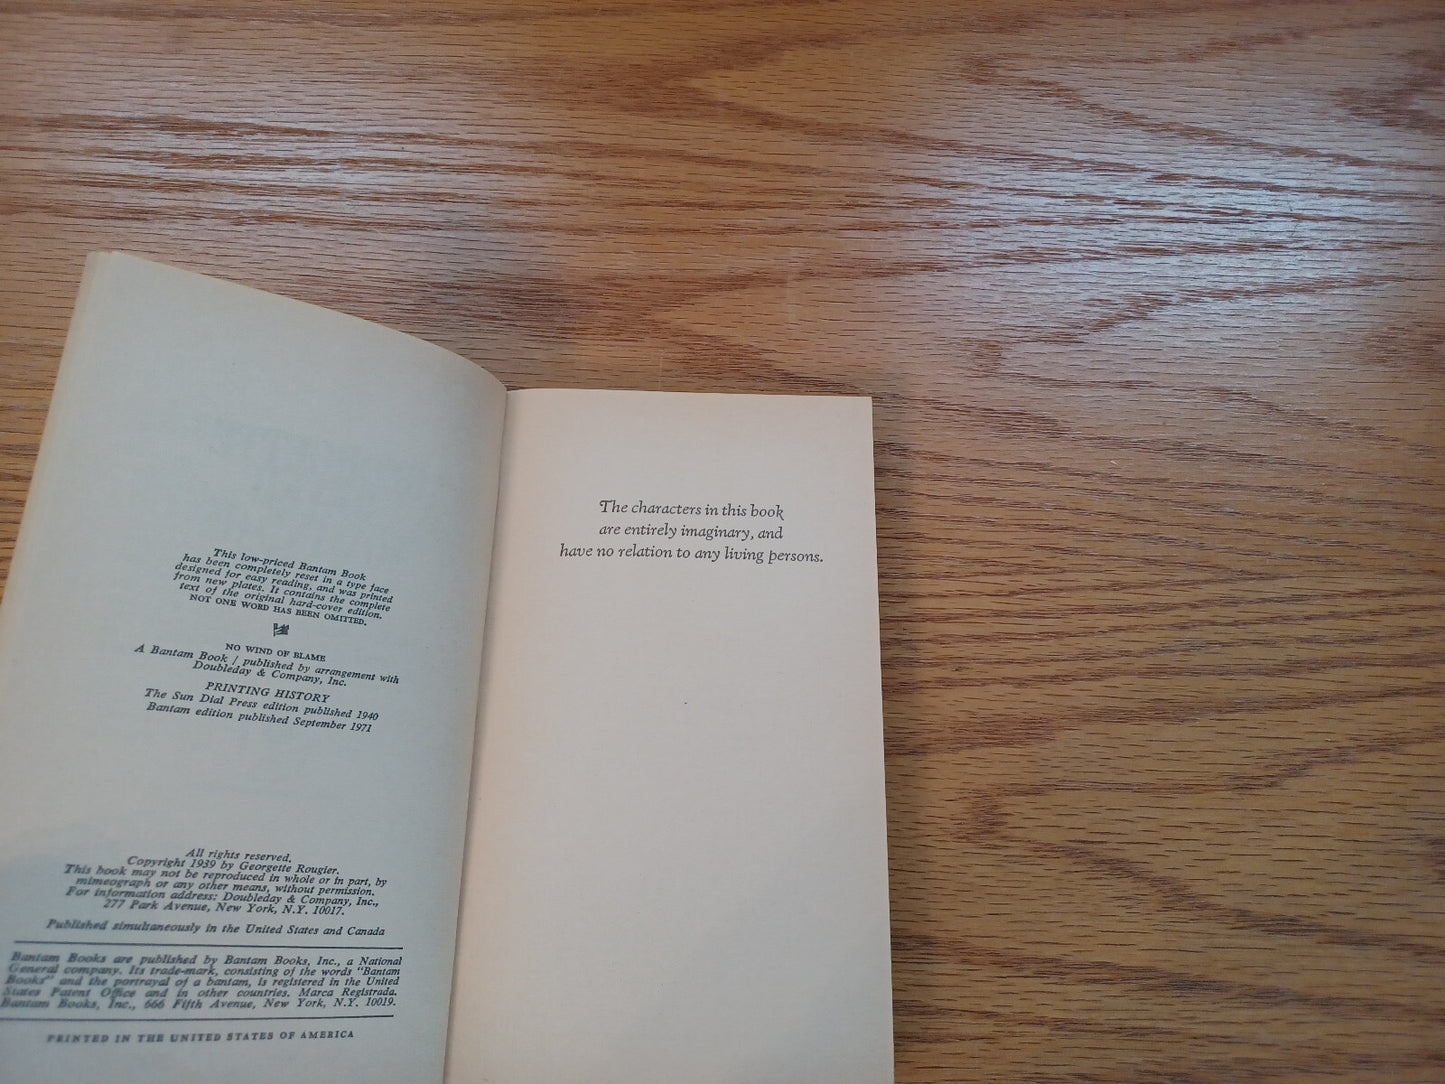 This low-priced Bantam Book
has been completely reset in a type face
designed for easy reading, and was printed
from new plates. It contains the complete
text of the original hard-cover edition.
NOT ONE WORD HAS BEEN OMITTED.
NO WIND OF BLAME
A Bantam Book / published by arrangement with
Doubleday & Company, Inc.
PRINTING HISTORY
The Sun Dial Press edition published 1940
Bantam edition published September 1971
All rights reserved.
Copyright 1939 by Georgette Rougier.
This book may not be reproduced in whole or in part, by
mimeograph or any other means, without permission.
For information address: Doubleday & Company, Inc.,
277 Park Avenue, New York, N.Y. 10017.
Published simultaneously in the United States and Canada
Bantam Books are published by Bantam Books, Inc., a National
General company. Its trade-mark, consisting of the words "Bantam
Books" and the portrayal of a bantam, is registered in the United
States Patent Office and in other countries. Marca Registrada.
Bantam Books, Inc., 666 Fifth Avenue, New York, N.Y. 10019.
PRINTED IN THE UNITED STATES OF AMERICA
The characters in this book
are entirely imaginary, and
have no relation to any living persons.